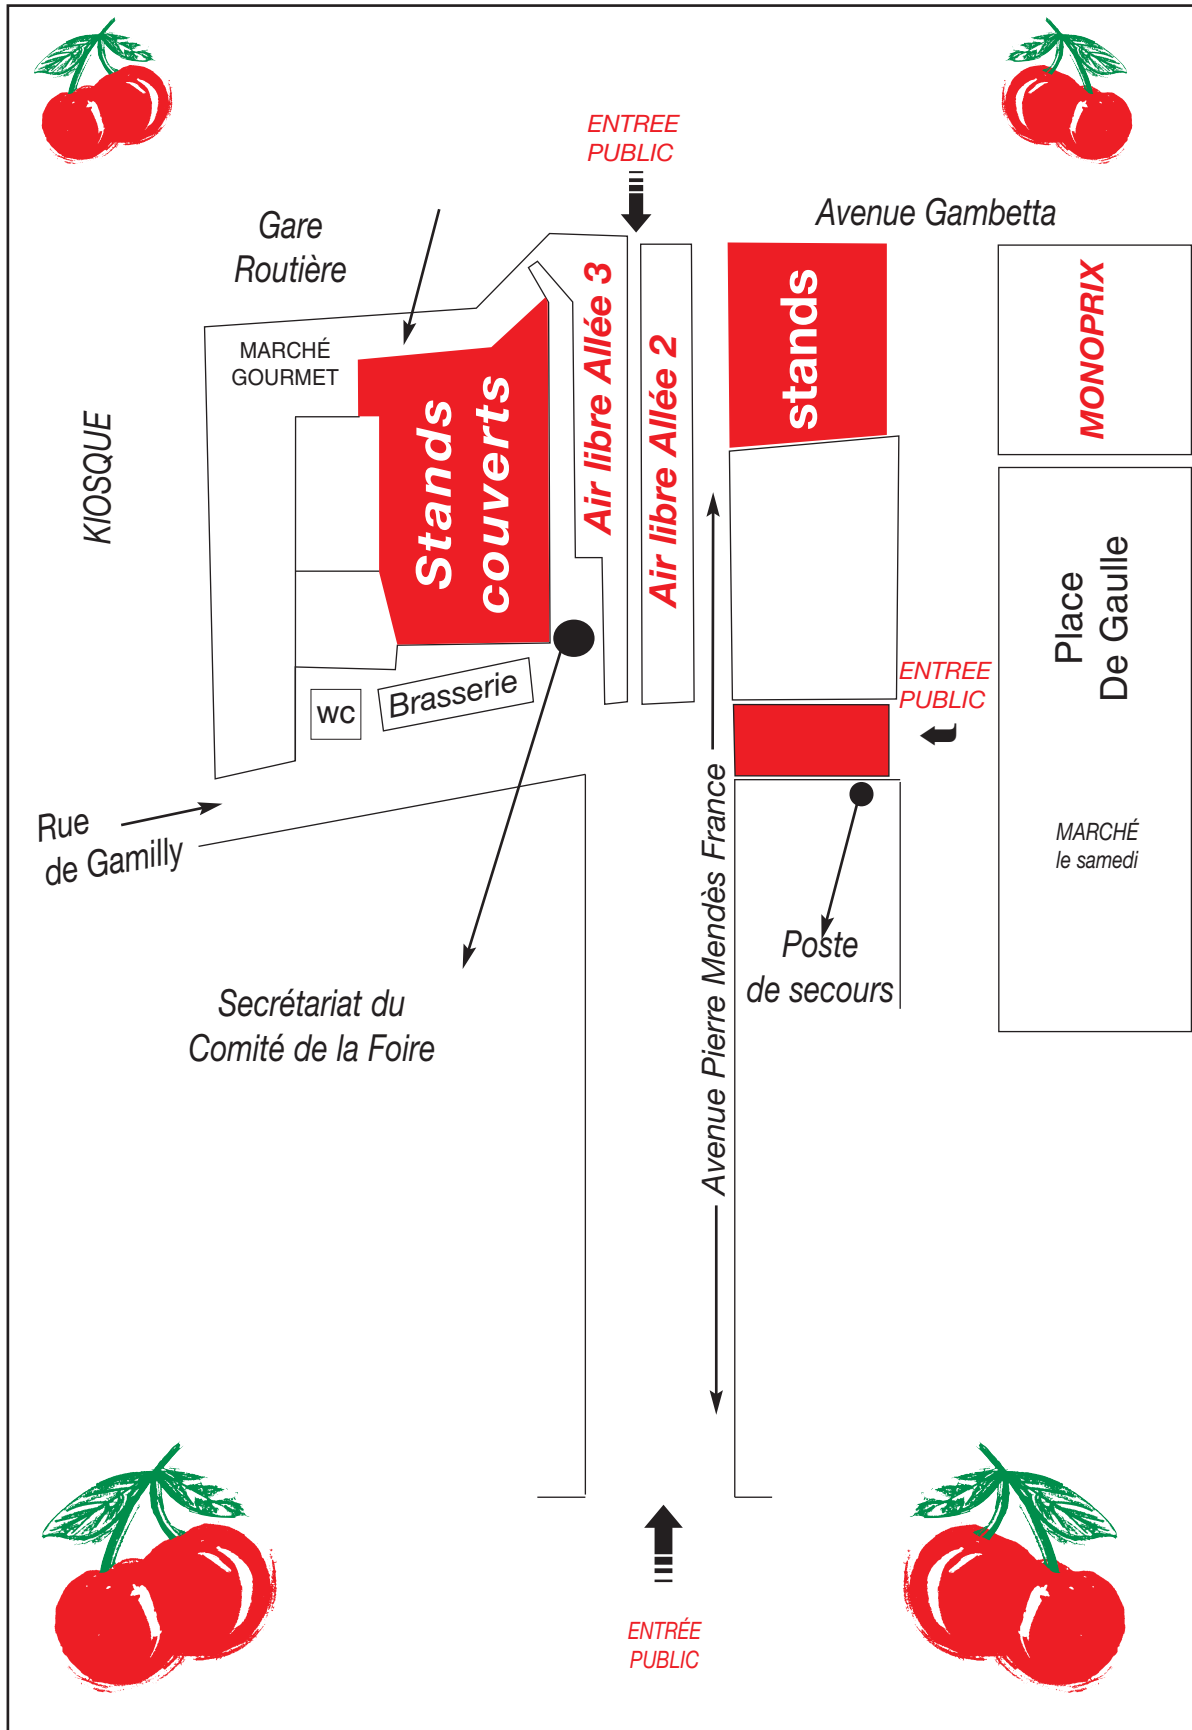 ENTREE
PUBLIC
Avenue Gambetta
Gare
Routière
MARCHÉ
GOURMET
KIOSQUE
Stands
couverts
Air libre Allée 3
Air libre Allée 2
stands
MONOPRIX
Place
De Gaulle
ENTREE
PUBLIC
wc
Brasserie
Rue
de Gamilly
Avenue Pierre Mendès France
MARCHÉ
le samedi
Poste
de secours
Secrétariat du
Comité de la Foire
ENTRÉE
PUBLIC